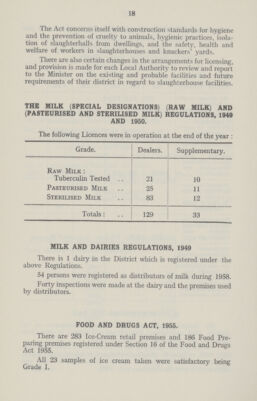 18
The Act concerns itself with construction standards for hygiene
and the prevention of cruelty to animals, hygienic practices, isola-
tion of slaughterhalls from dwellings, and the safety, health and
welfare of workers in slaughterhouses and knackers' yards.
There are also certain changes in the arrangements for licensing,
and provision is made for each Local Authority to review and report
to the Minister on the existing and probable facilities and future
requirements of their district in regard to slaughterhouse facilities.
THE MILK (SPECIAL DESIGNATIONS) (RAW MILK) AND
(PASTEURISED AND STERILISED MILK) REGULATIONS, 1949
AND 1950.
The following Licences were in operation at the end of the year :
Grade. Dealers. Supplementary.
RAW MILK :
Tuberculin Tested .. 21 10
PASTEURISED MILK .. 25 11
STERILISED MILK .. 83 12
Totals : .. 129 33
MILK AND DAIRIES REGULATIONS, 1949
There is 1 dairy in the District which is registered under the
above Regulations.
54 persons were registered as distributors of milk during 1958.
Forty inspections were made at the dairy and the premises used
by distributors.
FOOD AND DRUGS ACT, 1955.
There are 283 Ice-Cream retail premises and 186 Food Pre-
paring premises registered under Section 16 of the Food and Drugs
Act 1955.
All 23 samples of ice cream taken were satisfactory being
Grade I.